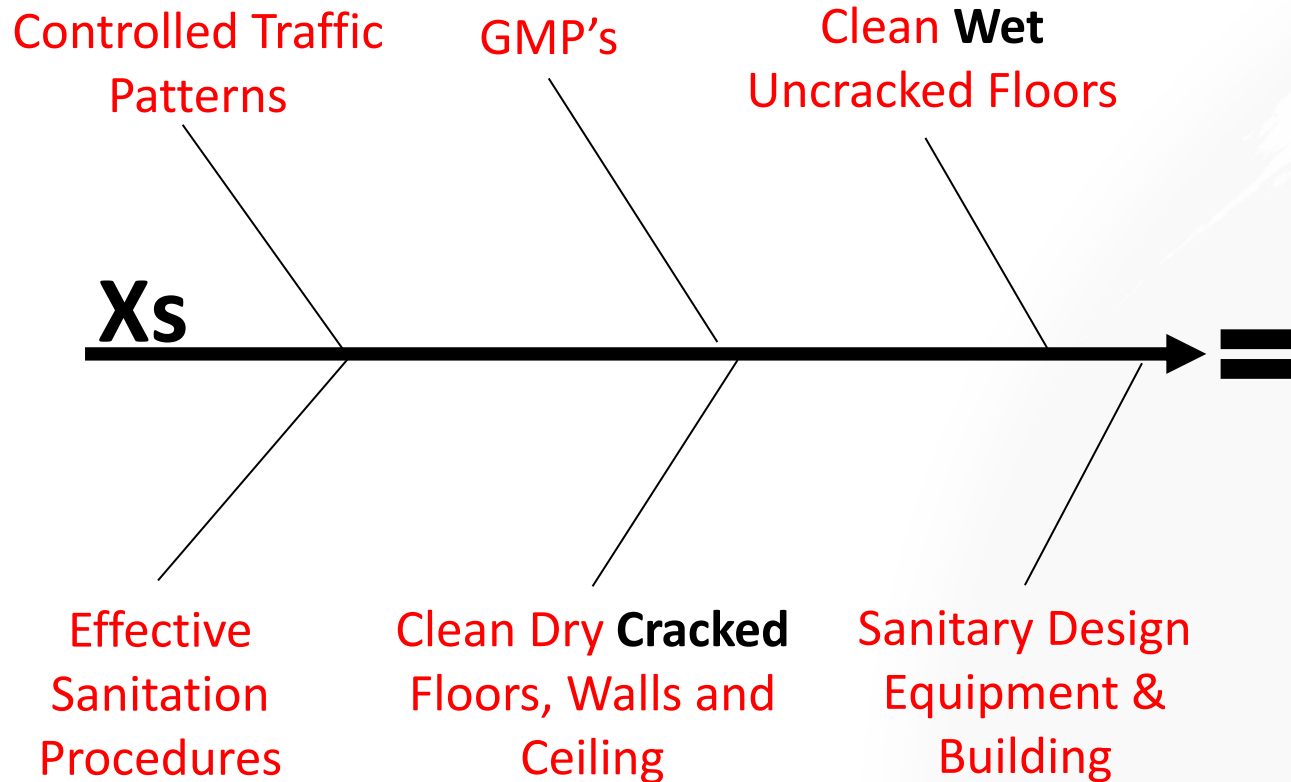 Controlled Traffic
Patterns
GMP’s
Clean Wet
Uncracked Floors
Xs
=
Effective
Sanitation
Procedures
Clean Dry Cracked
Floors, Walls and
Ceiling
Sanitary Design
Equipment &
Building